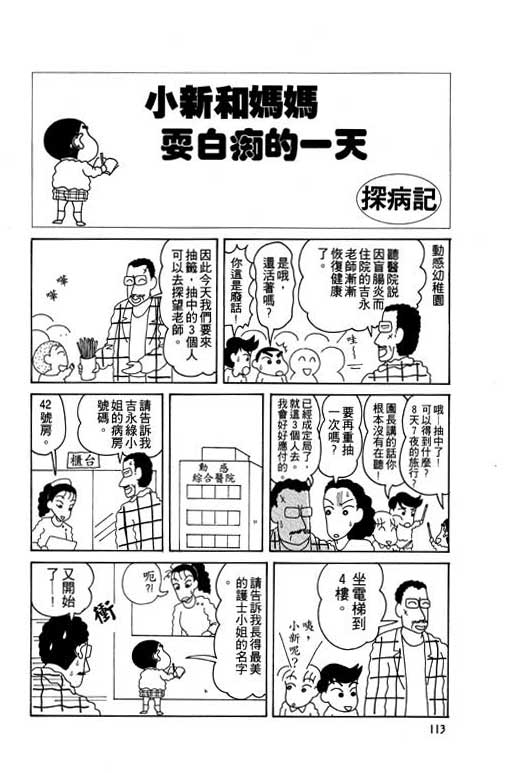 小新和媽媽
耍白痴的一天
探病記
動感幼稚園
聽醫院說
因盲腸炎而
住院的吉永
老師漸漸
恢復健康
了。
哇～
是哦，
還活著嗎？
你這是廢話！
因此今天我們要來
抽籤，抽中的3個人
可以去探望老師。
嘩
嘩
哦！抽中了！
可以得到什麼？
8天7夜的旅行？
團長講的話你
根本沒有在聽！
要再重抽
一次嗎？
已經成定局了，
就這3個人去。
我會好好應付的。
動感
綜合醫院
請告訴我
吉永綠小
姐的病房
號碼。
42
號房。
櫃台
坐電梯到
4樓。
咦，
小新呢？
請告訴我長得最美
的護士小姐的名字
。
呃?!
衝
又開始
了—！
113